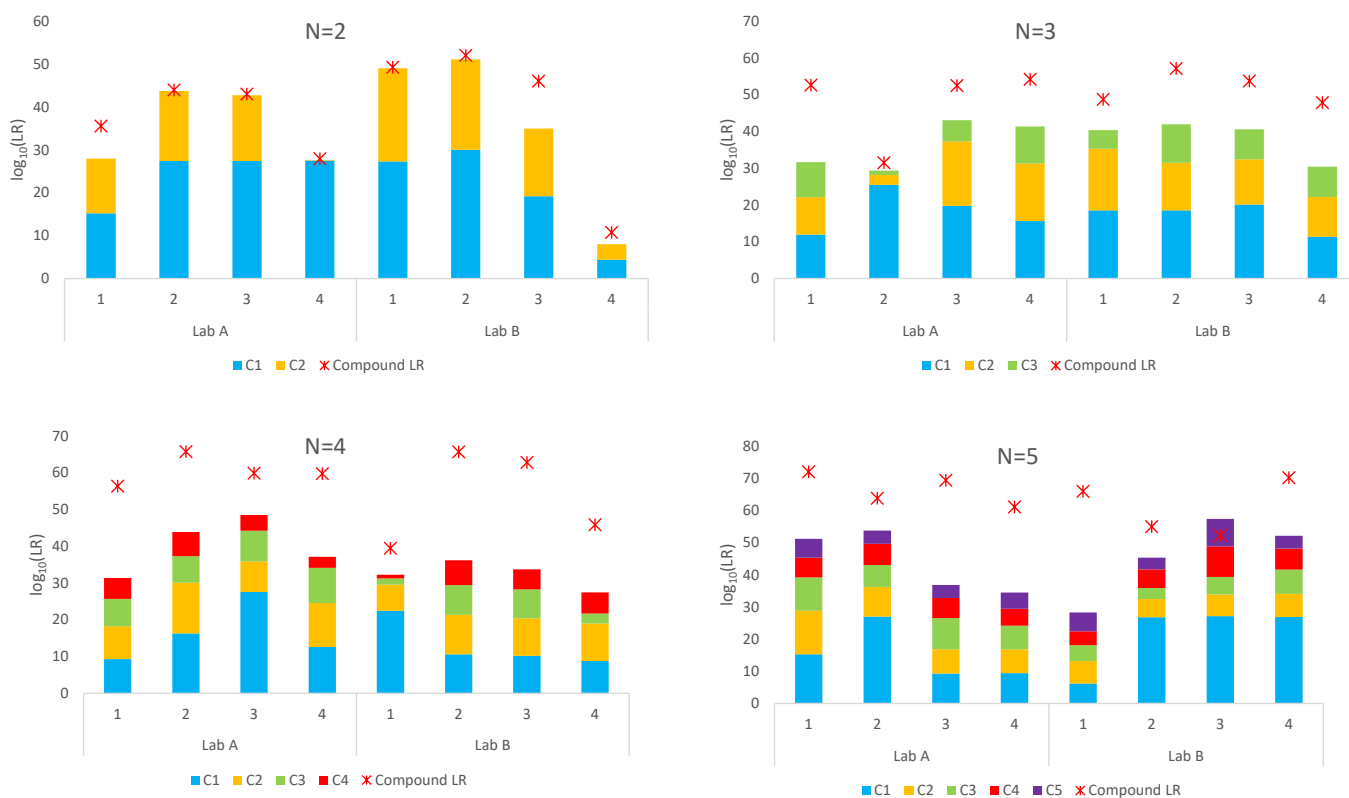 N=2
log10(LR)
60
50
40
30
20
10
0
1 2 3 4 1 2 3 4
Lab A Lab B
C1 C2 Compound LR
N=3
log10(LR)
70
60
50
40
30
20
10
0
1 2 3 4 1 2 3 4
Lab A Lab B
C1 C2 C3 Compound LR
N=4
log10(LR)
70
60
50
40
30
20
10
0
1 2 3 4 1 2 3 4
Lab A Lab B
C1 C2 C3 C4 Compound LR
N=5
log10(LR)
80
70
60
50
40
30
20
10
0
1 2 3 4 1 2 3 4
Lab A Lab B
C1 C2 C3 C4 C5 Compound LR